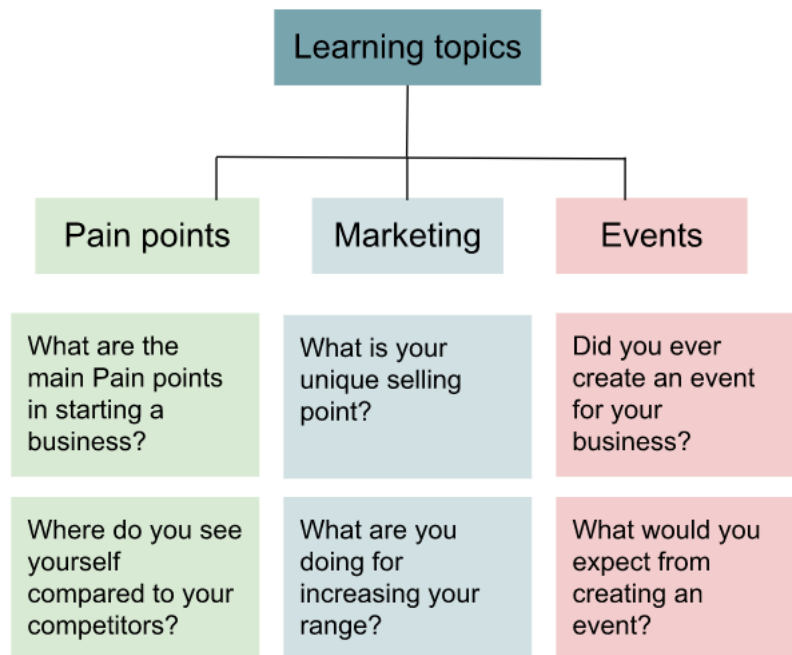 Learning topics
Pain points
Marketing
Events
What are the
main Pain points
in starting a
business?
What is your
unique selling
point?
Did you ever
create an event
for your
business?
Where do you see
yourself
compared to your
competitors?
What are you
doing for
increasing your
range?
What would you
expect from
creating an
event?